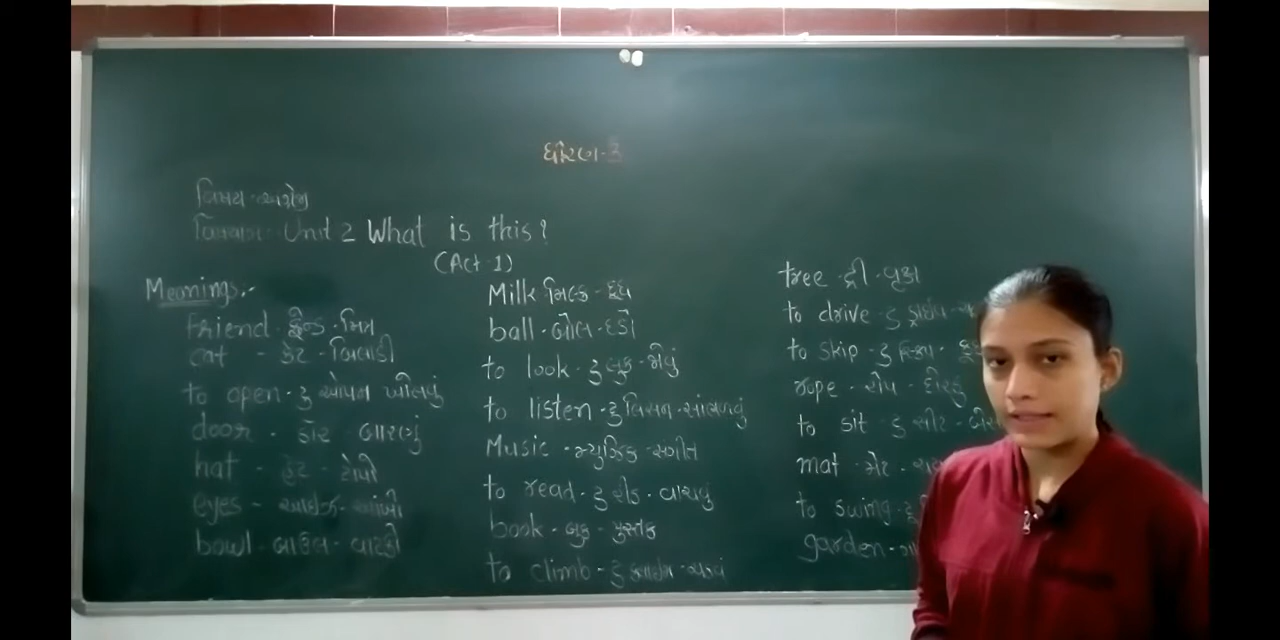 ધોરણ-૩
વિષય-અંગ્રેજી
વિભાગ- Unit 2 What is this?
(Act-1)
Meanings:-
Friend - ફ્રેન્ડ - મિત્ર
cat - કેટ - બિલાડી
to open - ટુ ઓપન ખોલવું
door - ડોર બારણું
hat - હેટ - ટોપી
eyes - આઈઝ - આંખો
bowl - બાઉલ - વાટકો
Milk - મિલ્ક - દૂધ
ball - બોલ - દડો
to look - ટુ લુક - જોવું
to listen - ટુ લિસન - સાંભળવું
Music - મ્યુઝિક - સંગીત
to read - ટુ રીડ - વાચવું
book - બુક - પુસ્તક
to climb - ટુ ક્લાઇમ - ચડવું
tree - ટ્રી - વૃક્ષ
to drive - ટુ ડ્રાઇવ
to skip - ટુ સ્કિપ
rope - રોપ - દોરડું
to sit - ટુ સીટ
mat - મેટ
to swing - ટુ
garden